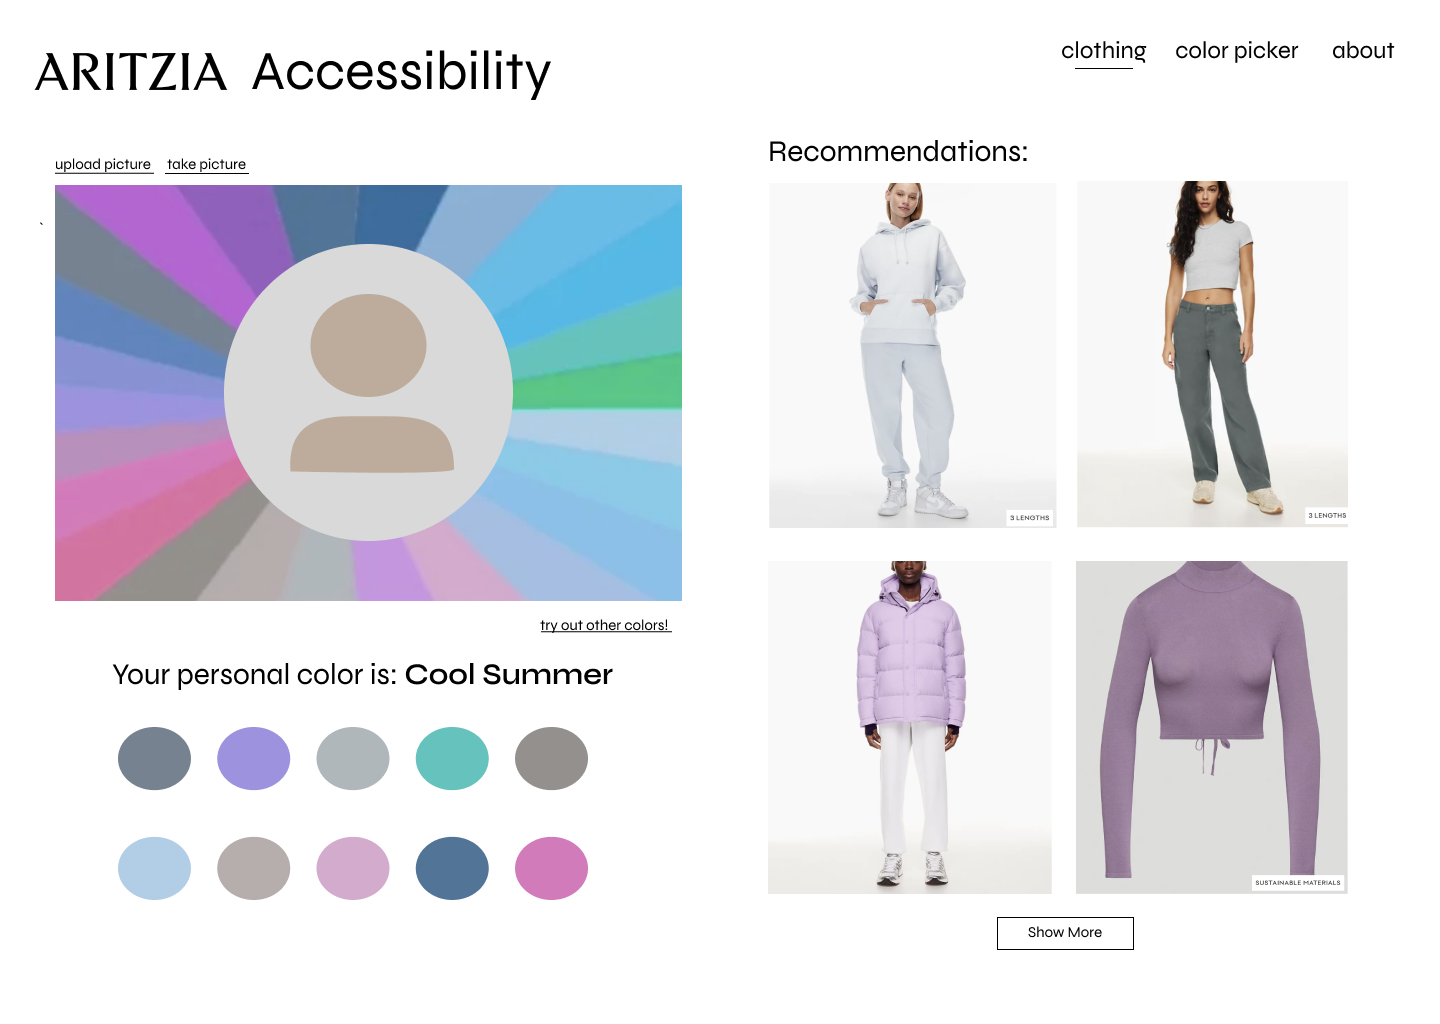 ARITZIA Accessibility
clothing color picker about
upload picture take picture
Recommendations:
3 LENGTHS
3 LENGTHS
try out other colors!
Your personal color is: Cool Summer
SUSTAINABLE MATERIALS
Show More